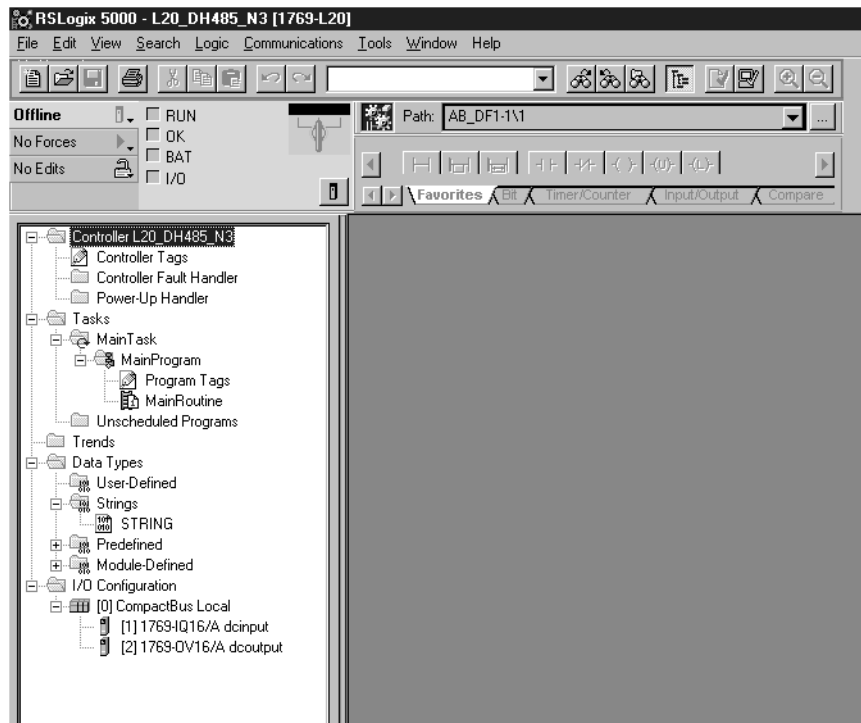 RSLogix 5000 - L20_DH485_N3 [1769-L20]
File Edit View Search Logic Communications Tools Window Help
Offline
RUN
No Forces
OK
No Edits
BAT
I/O
Path: AB_DF1-1\1
...
Favorites Bit Timer/Counter Input/Output Compare
Controller L20_DH485_N3
Controller Tags
Controller Fault Handler
Power-Up Handler
Tasks
MainTask
MainProgram
Program Tags
MainRoutine
Unscheduled Programs
Trends
Data Types
User-Defined
Strings
STRING
Predefined
Module-Defined
I/O Configuration
[0] CompactBus Local
[1] 1769-IQ16/A dcinput
[2] 1769-OV16/A dcoutput